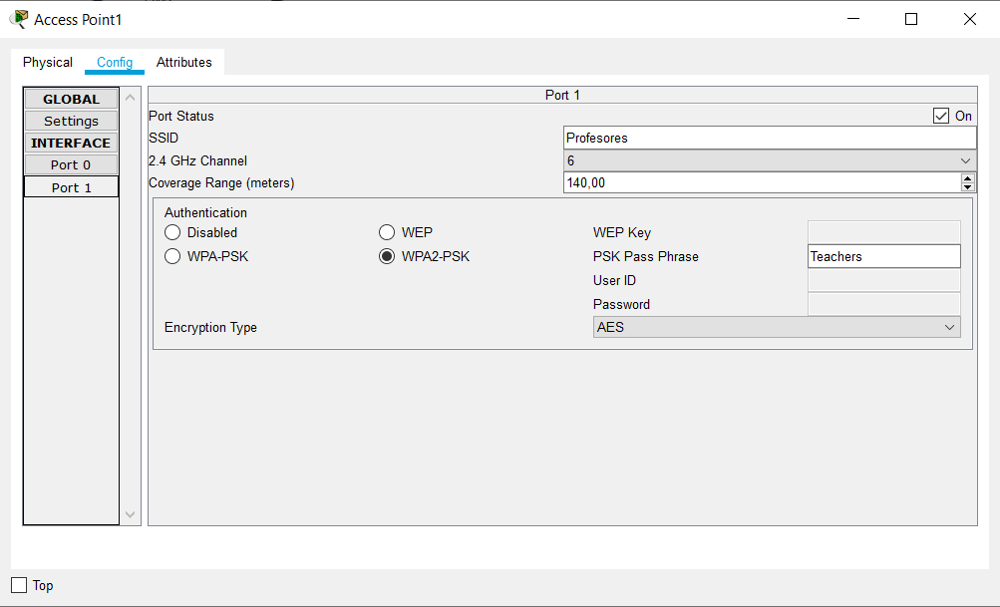 Access Point1
Physical Config Attributes
GLOBAL
Settings
INTERFACE
Port 0
Port 1
Port 1
Port Status On
SSID Profesores
2.4 GHz Channel 6
Coverage Range (meters) 140,00
Authentication
Disabled WEP WEP Key
WPA-PSK WPA2-PSK PSK Pass Phrase Teachers
User ID
Password
Encryption Type AES
Top